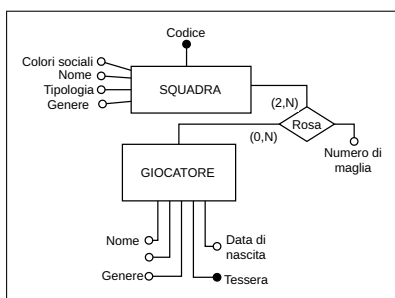 Codice
Colori sociali
Nome
Tipologia
Genere
SQUADRA
(2,N)
(0,N)
Rosa
Numero di
maglia
GIOCATORE
Nome
Data di
nascita
Genere
Tessera